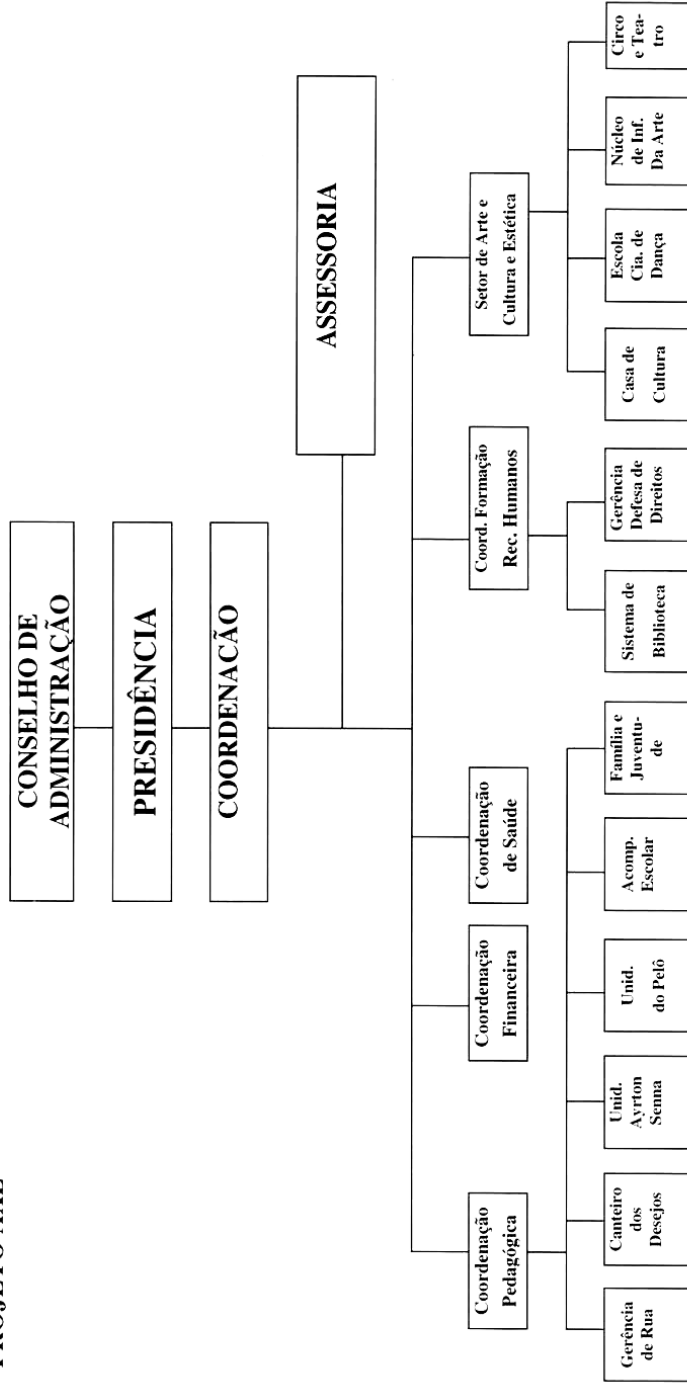 PROJETO AXÉ
CONSELHO DE
ADMINISTRAÇÃO
PRESIDÊNCIA
COORDENACÃO
ASSESSORIA
Coordenação
Pedagógica
Coordenação
Financeira
Coordenação
de Saúde
Coord. Formação
Rec. Humanos
Setor de Arte e
Cultura e Estética
Gerência
de Rua
Canteiro
dos
Desejos
Unid.
Ayrton
Senna
Unid.
do Pelô
Acomp.
Escolar
Família e
Juventu-
de
Sistema de
Biblioteca
Gerência
Defesa de
Direitos
Casa de
Cultura
Escola
Cia. de
Dança
Núcleo
de Inf.
Da Arte
Circo
e Tea-
tro